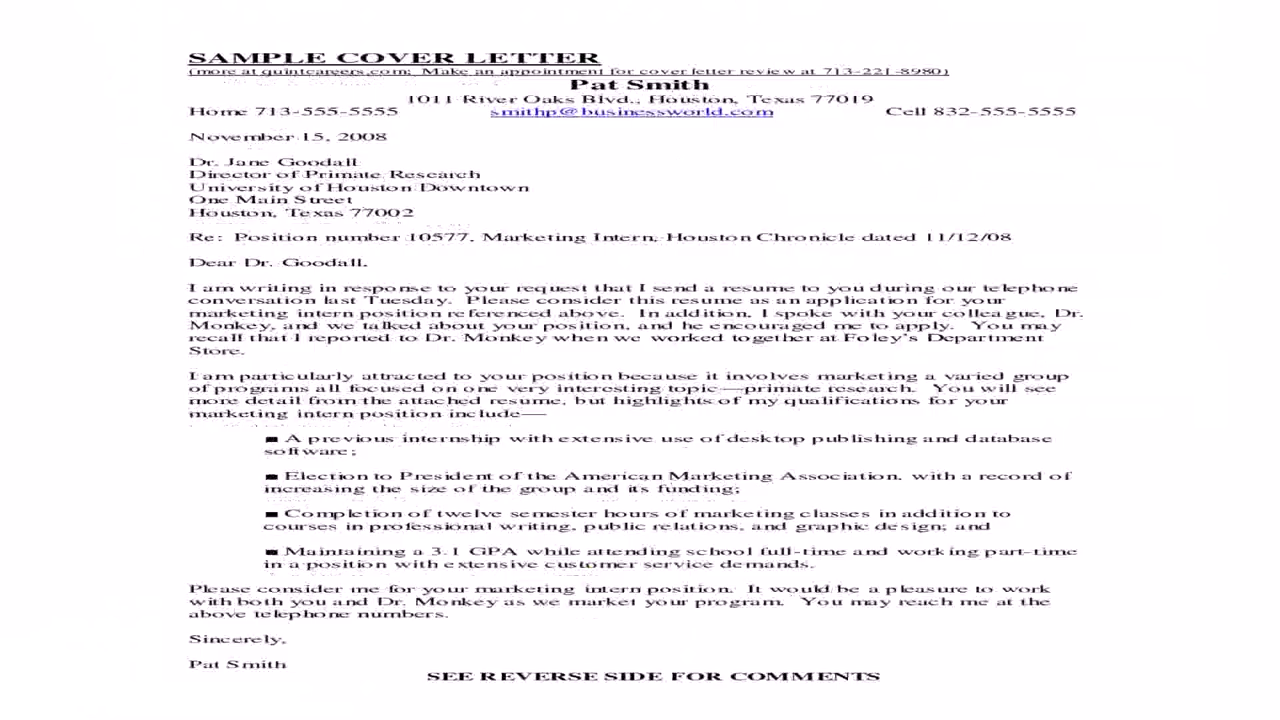 SAMPLE COVER LETTER
(more at quintcareers.com; Make an appointment for cover letter review at 713-221-8980)
Pat Smith
1011 River Oaks Blvd., Houston, Texas 77019
Home 713-555-5555 smithp@businessworld.com Cell 832-555-5555
November 15, 2008
Dr. Jane Goodall
Director of Primate Research
University of Houston Downtown
One Main Street
Houston, Texas 77002
Re: Position number 10577, Marketing Intern, Houston Chronicle dated 11/12/08
Dear Dr. Goodall,
I am writing in response to your request that I send a resume to you during our telephone
conversation last Tuesday. Please consider this resume as an application for your
marketing intern position referenced above. In addition, I spoke with your colleague, Dr.
Monkey, and we talked about your position, and he encouraged me to apply. You may
recall that I reported to Dr. Monkey when we worked together at Foley's Department
Store.
I am particularly attracted to your position because it involves marketing a varied group
of programs all focused on one very interesting topic—primate research. You will see
more detail from the attached resume, but highlights of my qualifications for your
marketing intern position include—
■ A previous internship with extensive use of desktop publishing and database
software;
■ Election to President of the American Marketing Association, with a record of
increasing the size of the group and its funding;
■ Completion of twelve semester hours of marketing classes in addition to
courses in professional writing, public relations, and graphic design; and
■ Maintaining a 3.1 GPA while attending school full-time and working part-time
in a position with extensive customer service demands.
Please consider me for your marketing intern position. It would be a pleasure to work
with both you and Dr. Monkey as we market your program. You may reach me at the
above telephone numbers.
Sincerely,
Pat Smith
SEE REVERSE SIDE FOR COMMENTS